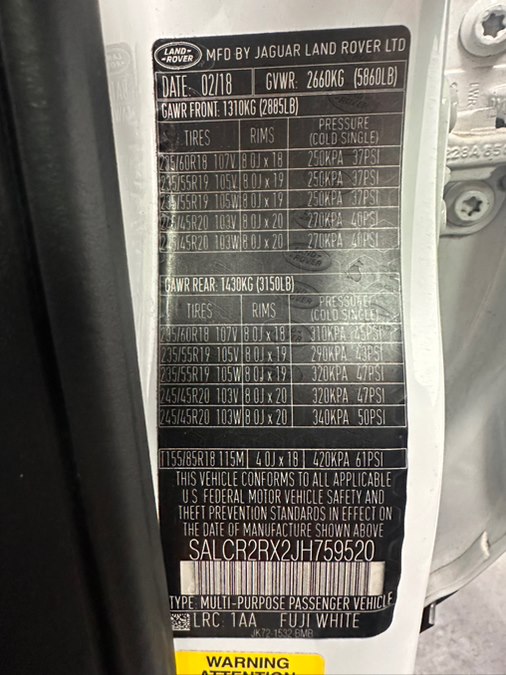 LAND ROVER MFD BY JAGUAR LAND ROVER LTD
DATE: 02/18 GVWR: 2660KG (5860LB)
GAWR FRONT: 1310KG (2885LB)
TIRES RIMS PRESSURE (COLD SINGLE)
235/60R18 107V 8.0J x 18 250KPA 37PSI
235/55R19 105V 8.0J x 19 250KPA 37PSI
235/55R19 105W 8.0J x 19 250KPA 37PSI
245/45R20 103V 8.0J x 20 270KPA 40PSI
245/45R20 103W 8.0J x 20 270KPA 40PSI
GAWR REAR: 1430KG (3150LB)
TIRES RIMS PRESSURE (COLD SINGLE)
235/60R18 107V 8.0J x 18 310KPA 45PSI
235/55R19 105V 8.0J x 19 290KPA 43PSI
235/55R19 105W 8.0J x 19 320KPA 47PSI
245/45R20 103V 8.0J x 20 320KPA 47PSI
245/45R20 103W 8.0J x 20 340KPA 50PSI
T155/85R18 115M 4.0J x 18 420KPA 61PSI
THIS VEHICLE CONFORMS TO ALL APPLICABLE
U.S FEDERAL MOTOR VEHICLE SAFETY AND
THEFT PREVENTION STANDARDS IN EFFECT ON
THE DATE OF MANUFACTURE SHOWN ABOVE
SALCR2RX2JH759520
TYPE: MULTI-PURPOSE PASSENGER VEHICLE
LRC: 1AA FUJI WHITE
JK72-1532-BMB
WARNING
ATTENTION